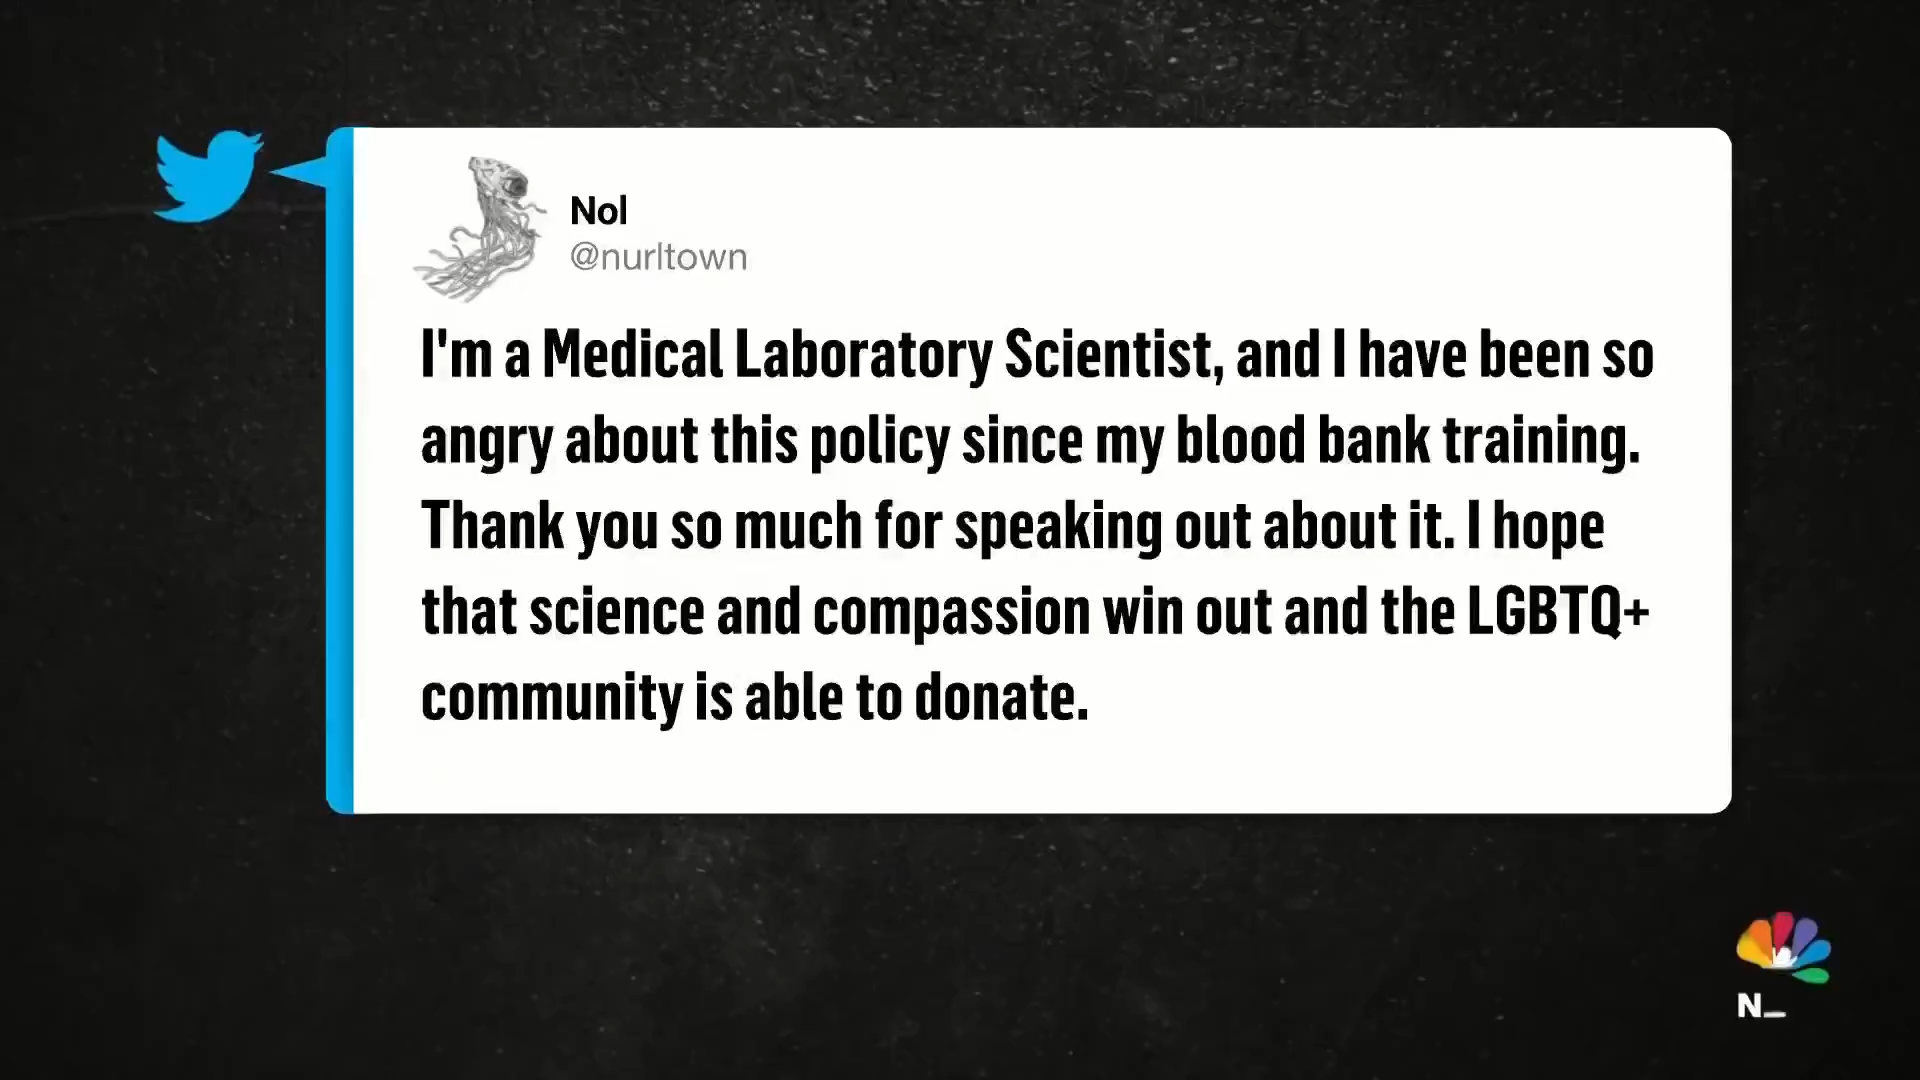 Nol
@nurltown
I'm a Medical Laboratory Scientist, and I have been so
angry about this policy since my blood bank training.
Thank you so much for speaking out about it. I hope
that science and compassion win out and the LGBTQ+
community is able to donate.
N_